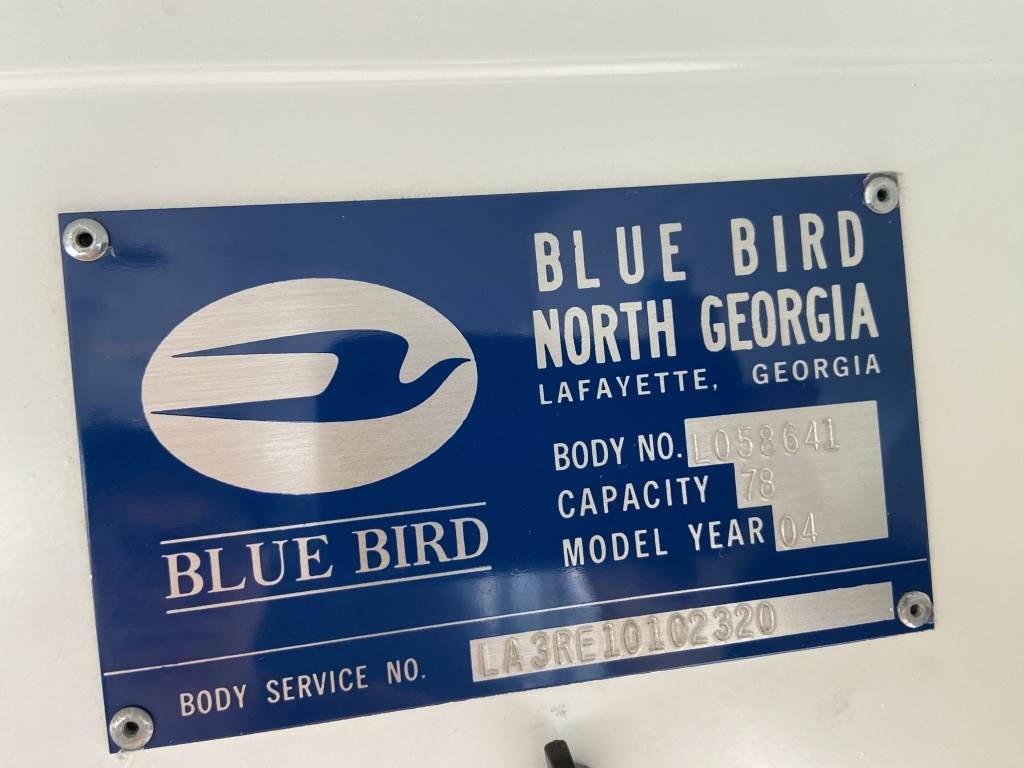 BLUE BIRD
BLUE BIRD
NORTH GEORGIA
LAFAYETTE, GEORGIA
BODY NO. L058641
CAPACITY 78
MODEL YEAR 04
BODY SERVICE NO. LA3RE10102320